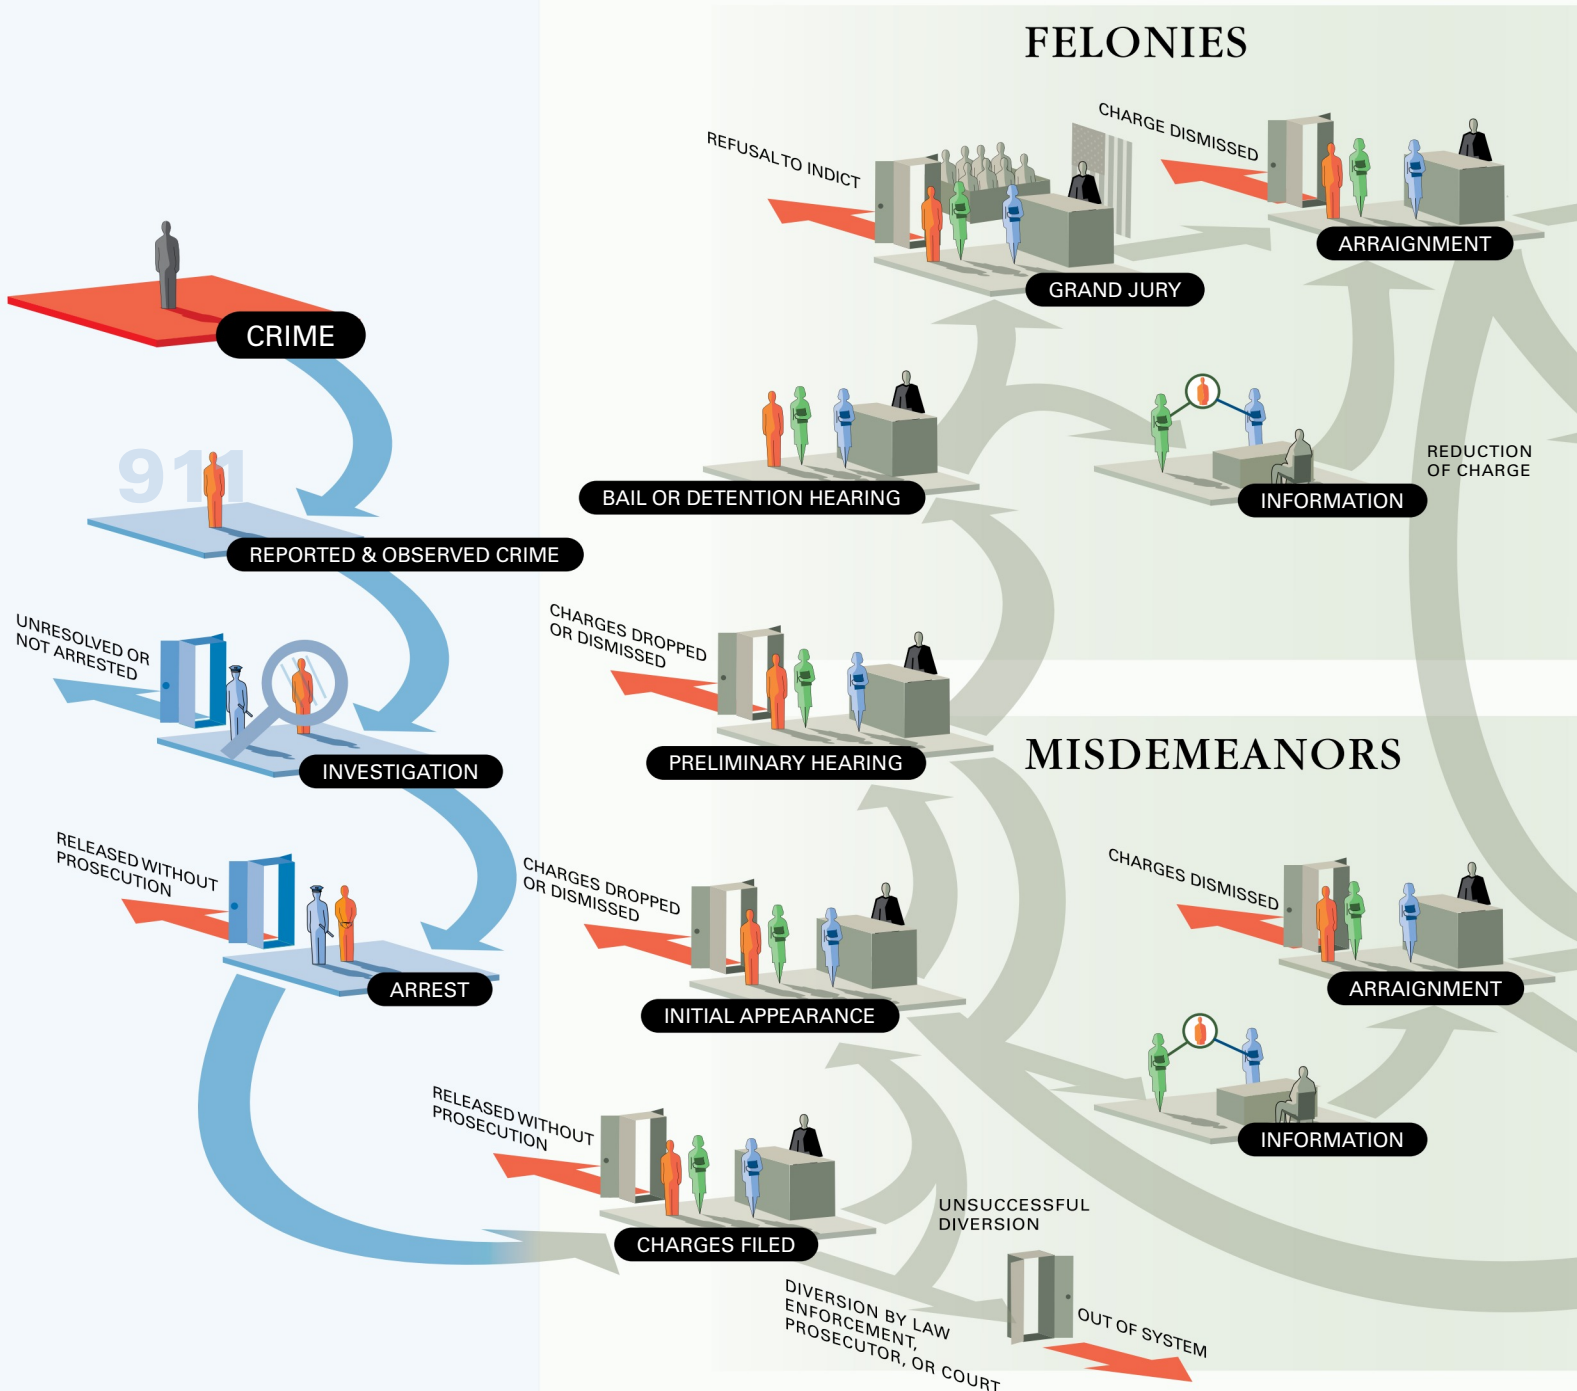 FELONIES
CHARGE DISMISSED
REFUSAL TO INDICT
ARRAIGNMENT
GRAND JURY
CRIME
911
REDUCTION
OF CHARGE
BAIL OR DETENTION HEARING
INFORMATION
REPORTED & OBSERVED CRIME
UNRESOLVED OR
NOT ARRESTED
CHARGES DROPPED
OR DISMISSED
INVESTIGATION
PRELIMINARY HEARING
MISDEMEANORS
RELEASED WITHOUT
PROSECUTION
CHARGES DROPPED
OR DISMISSED
CHARGES DISMISSED
ARREST
INITIAL APPEARANCE
ARRAIGNMENT
RELEASED WITHOUT
PROSECUTION
INFORMATION
UNSUCCESSFUL
DIVERSION
CHARGES FILED
DIVERSION BY LAW
ENFORCEMENT,
PROSECUTOR, OR COURT
OUT OF SYSTEM